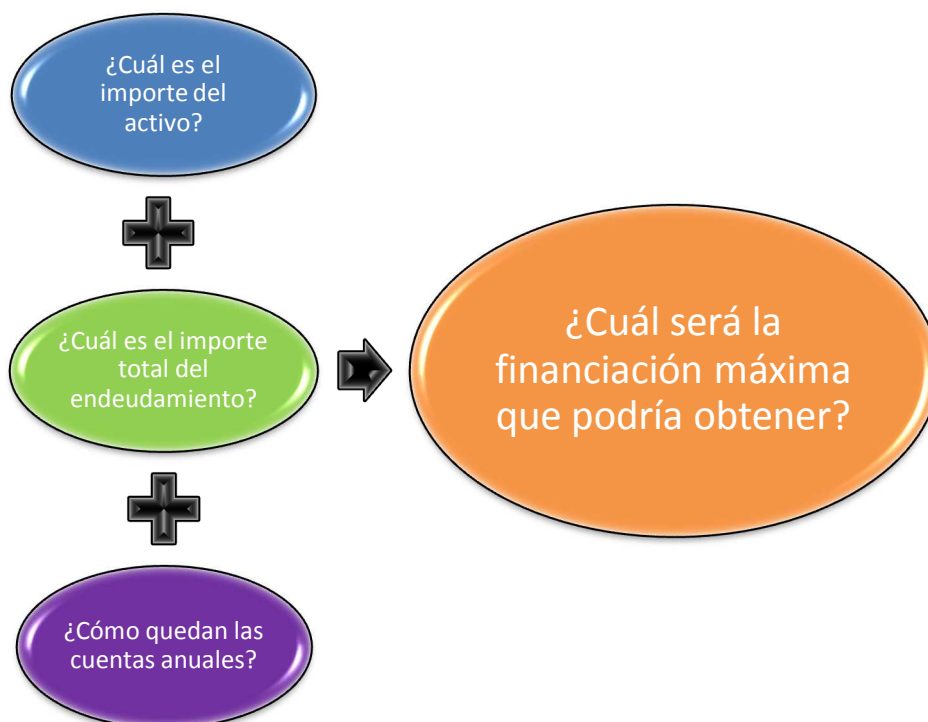 ¿Cuál es el
importe del
activo?
¿Cuál es el importe
total del
endeudamiento?
¿Cómo quedan las
cuentas anuales?
¿Cuál será la
financiación máxima
que podría obtener?